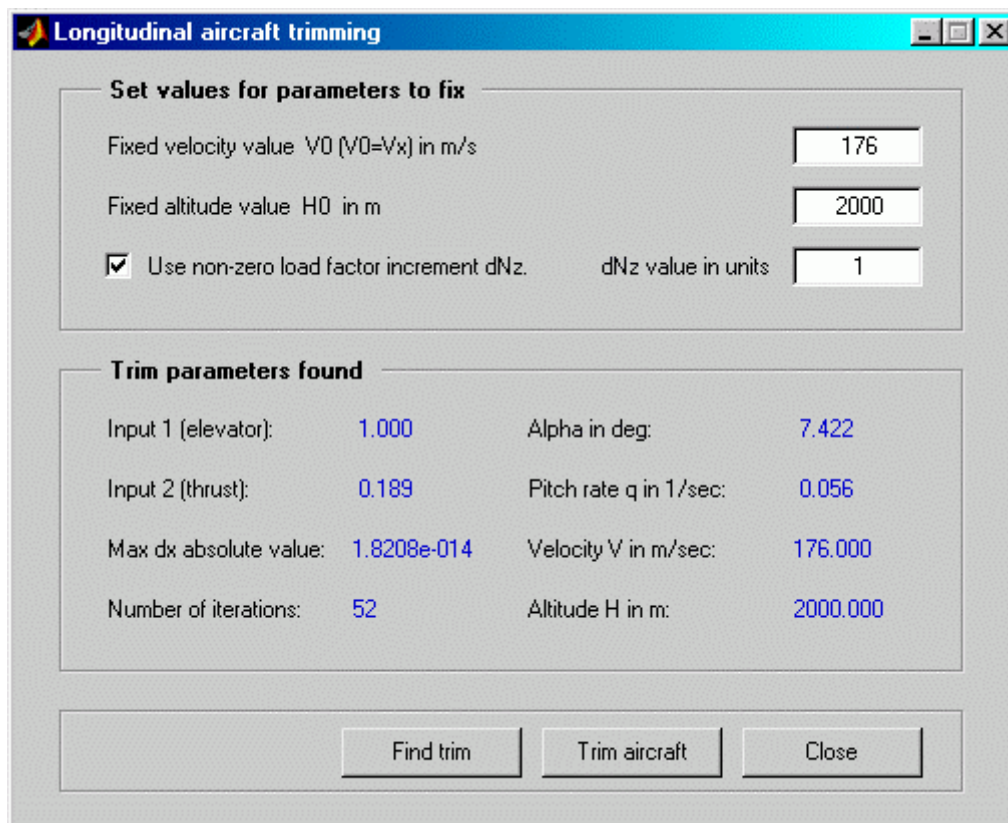 Longitudinal aircraft trimming
Set values for parameters to fix
Fixed velocity value V0 (V0=Vx) in m/s 176
Fixed altitude value H0 in m 2000
Use non-zero load factor increment dNz. dNz value in units 1
Trim parameters found
Input 1 (elevator): 1.000 Alpha in deg: 7.422
Input 2 (thrust): 0.189 Pitch rate q in 1/sec: 0.056
Max dx absolute value: 1.8208e-014 Velocity V in m/sec: 176.000
Number of iterations: 52 Altitude H in m: 2000.000
Find trim Trim aircraft Close